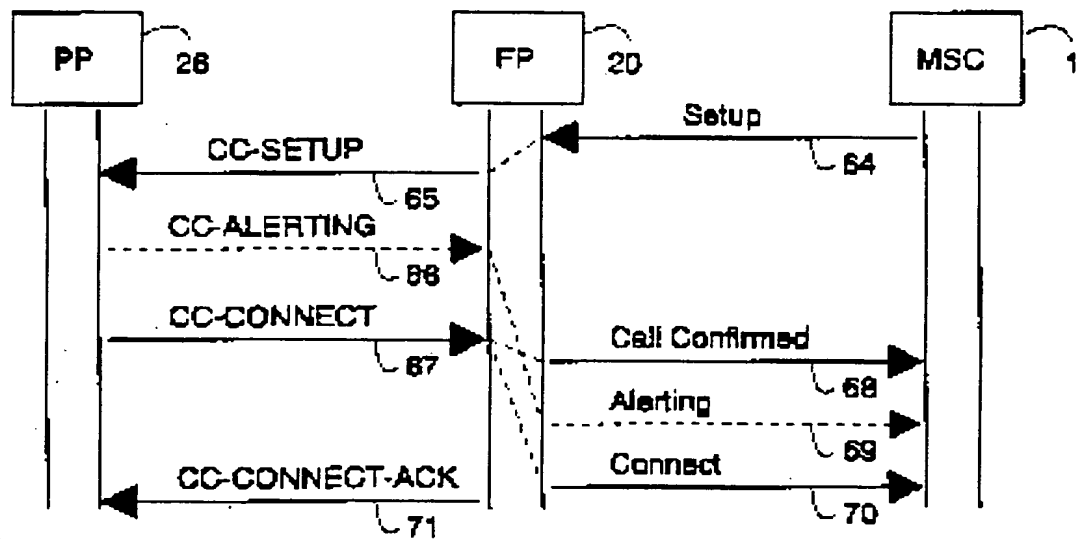 PP
26
FP
20
MSC
1
Setup
64
CC-SETUP
65
CC-ALERTING
66
CC-CONNECT
67
Call Confirmed
68
Alerting
69
Connect
70
CC-CONNECT-ACK
71